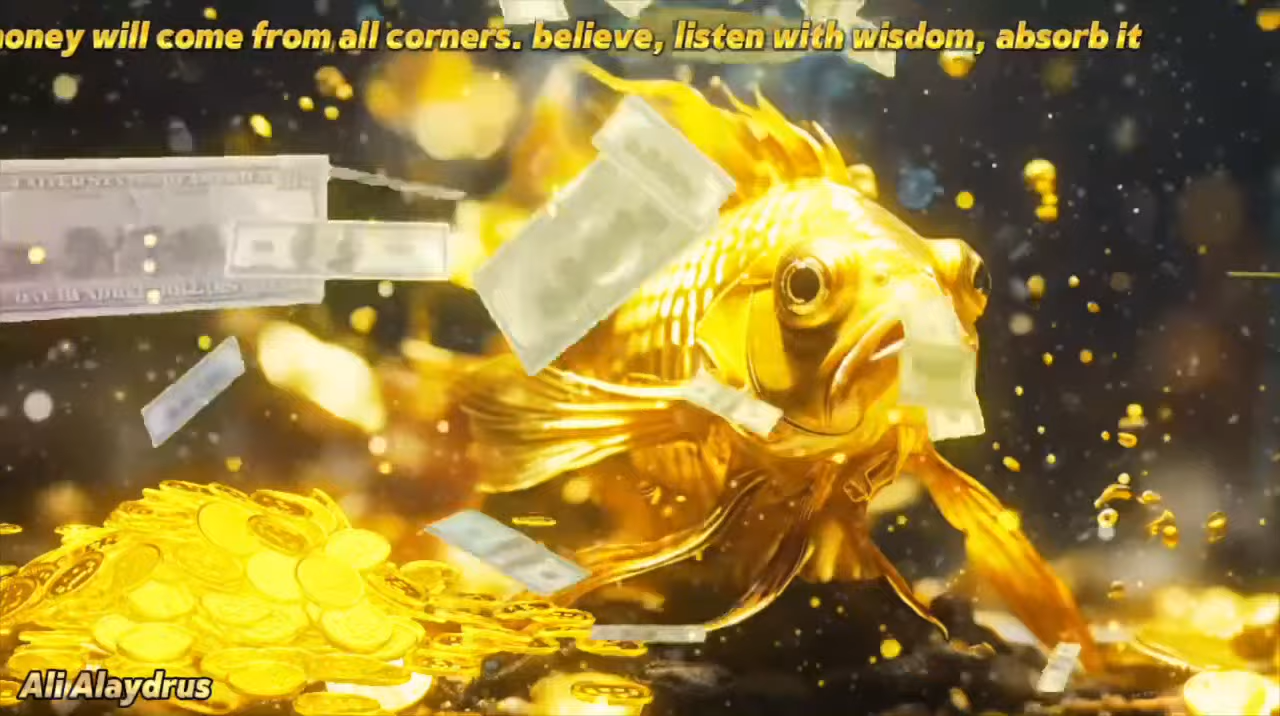 oney will come from all corners. believe, listen with wisdom, absorb it
Ali Alaydrus